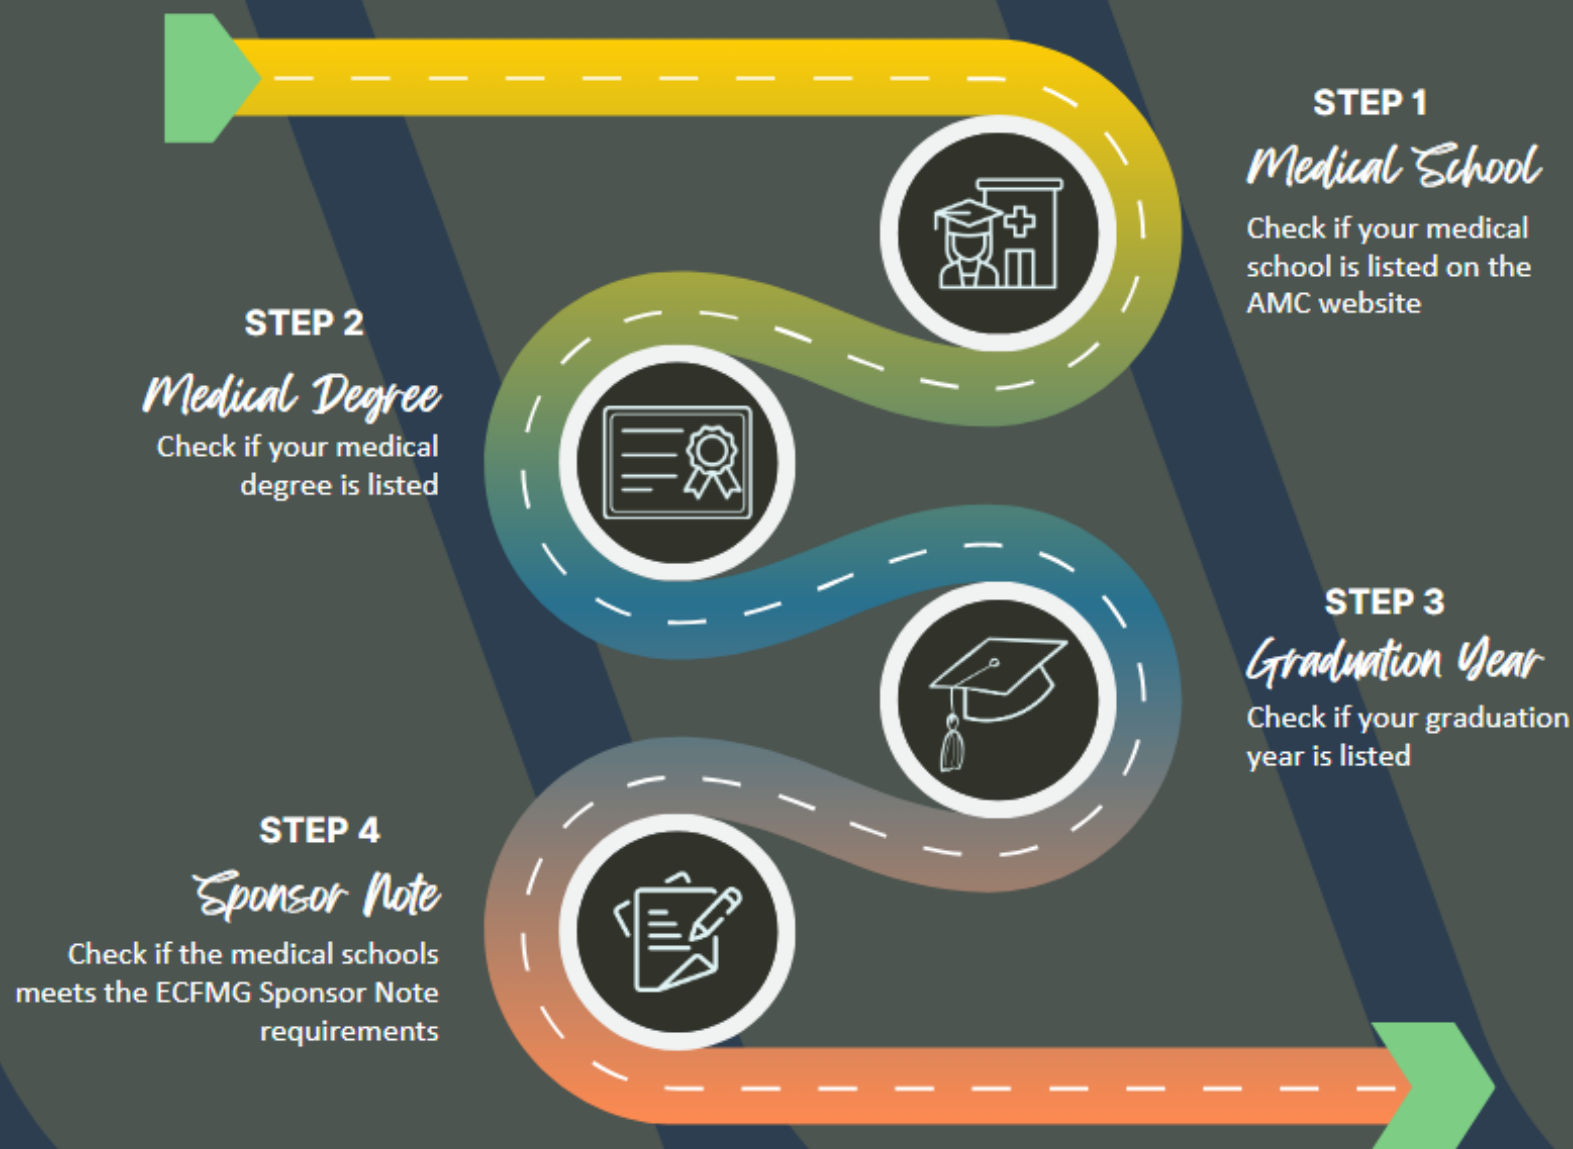 STEP 1
Medical School
Check if your medical
school is listed on the
AMC website
STEP 2
Medical Degree
Check if your medical
degree is listed
STEP 3
Graduation Year
Check if your graduation
year is listed
STEP 4
Sponsor Note
Check if the medical schools
meets the ECFMG Sponsor Note
requirements